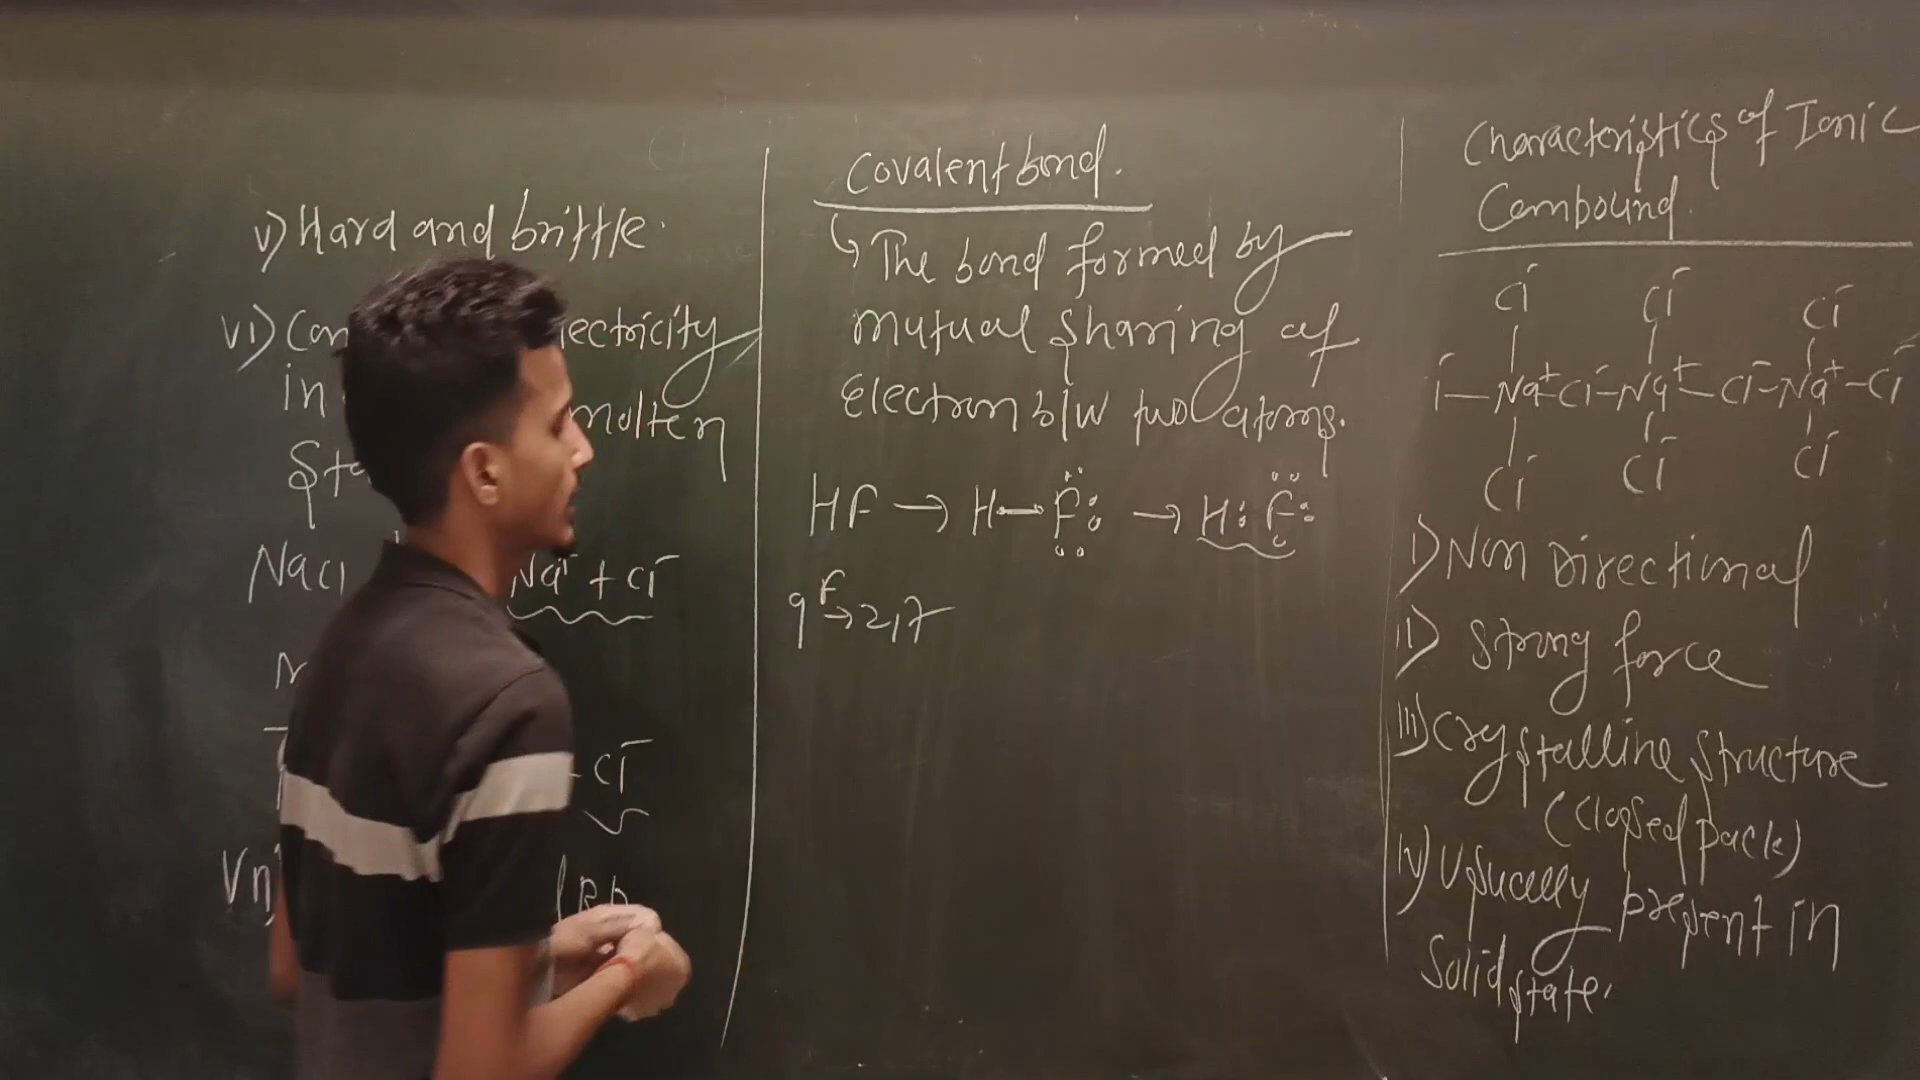 v) Hard and brittle.
vi) Con lectricity
in molten
Sta
NaCl Na⁺ + Cl⁻
Cl⁻
VII)
Covalent bond.
↳ The bond formed by
mutual sharing of
Electron b/w two atoms.
HF → H—F → H : F
9F → 2,7
Characteristics of Ionic
Compound.
Cl⁻ Cl⁻ Cl⁻
l⁻—Na⁺Cl⁻—Na⁺—Cl⁻—Na⁺—Cl⁻
Cl⁻ Cl⁻ Cl⁻
I) Non Directional
II) Strong force
III) Crystalline structure
(Closed pack)
IV) Usually present in
Solid state.